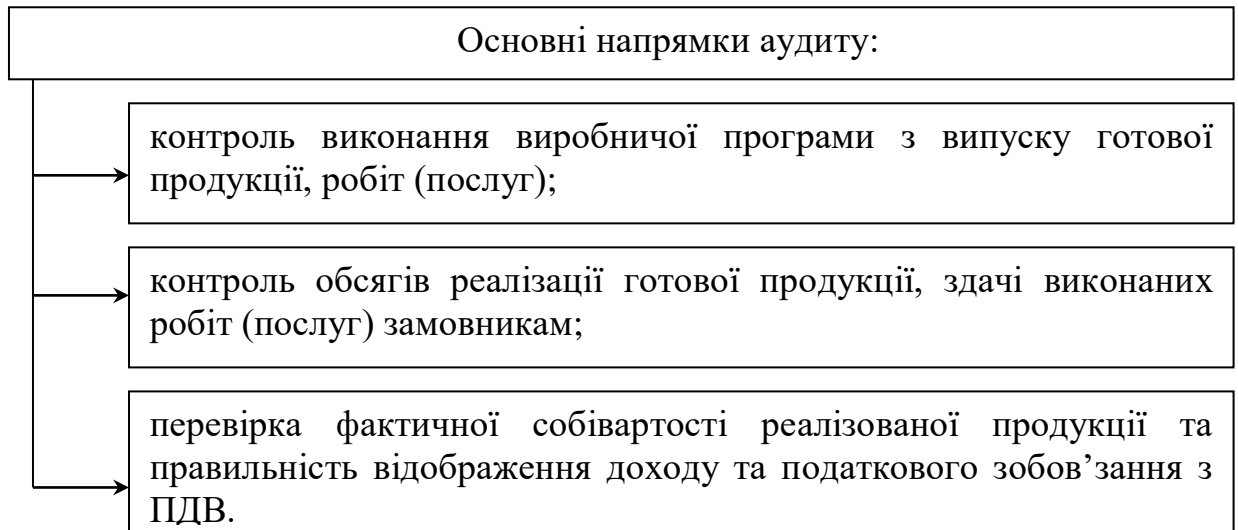 Основні напрямки аудиту:
контроль виконання виробничої програми з випуску готової
продукції, робіт (послуг);
контроль обсягів реалізації готової продукції, здачі виконаних
робіт (послуг) замовникам;
перевірка фактичної собівартості реалізованої продукції та
правильність відображення доходу та податкового зобов’зання з
ПДВ.